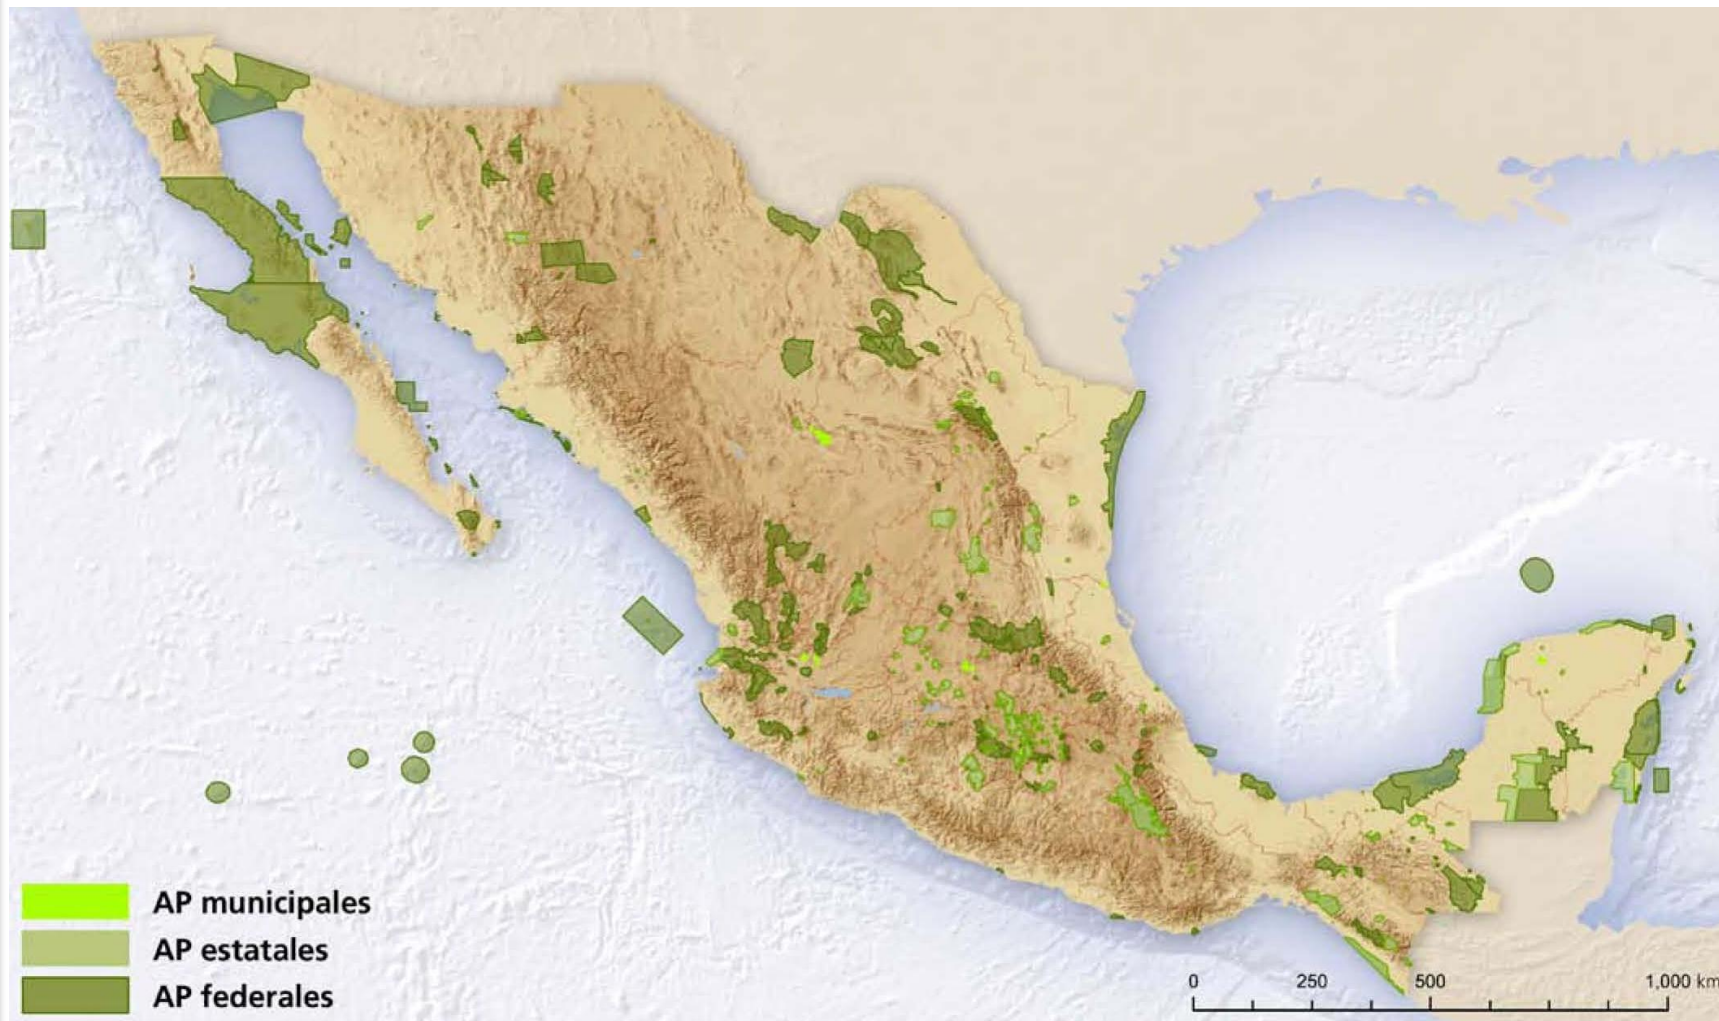 AP municipales
AP estatales
AP federales
0 250 500 1,000 km